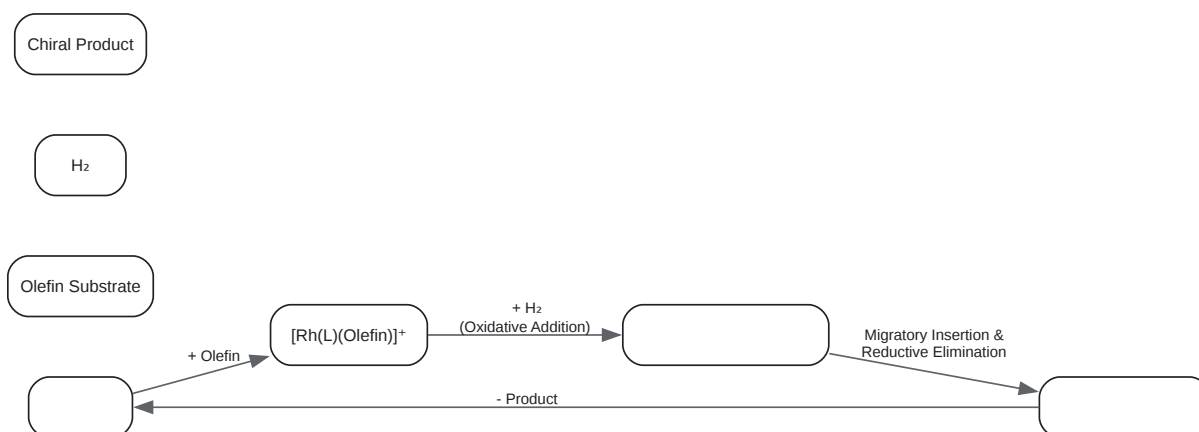 Chiral Product
H₂
Olefin Substrate
+ H₂
(Oxidative Addition)
[Rh(L)(Olefin)]⁺
Migratory Insertion &
Reductive Elimination
+ Olefin
- Product